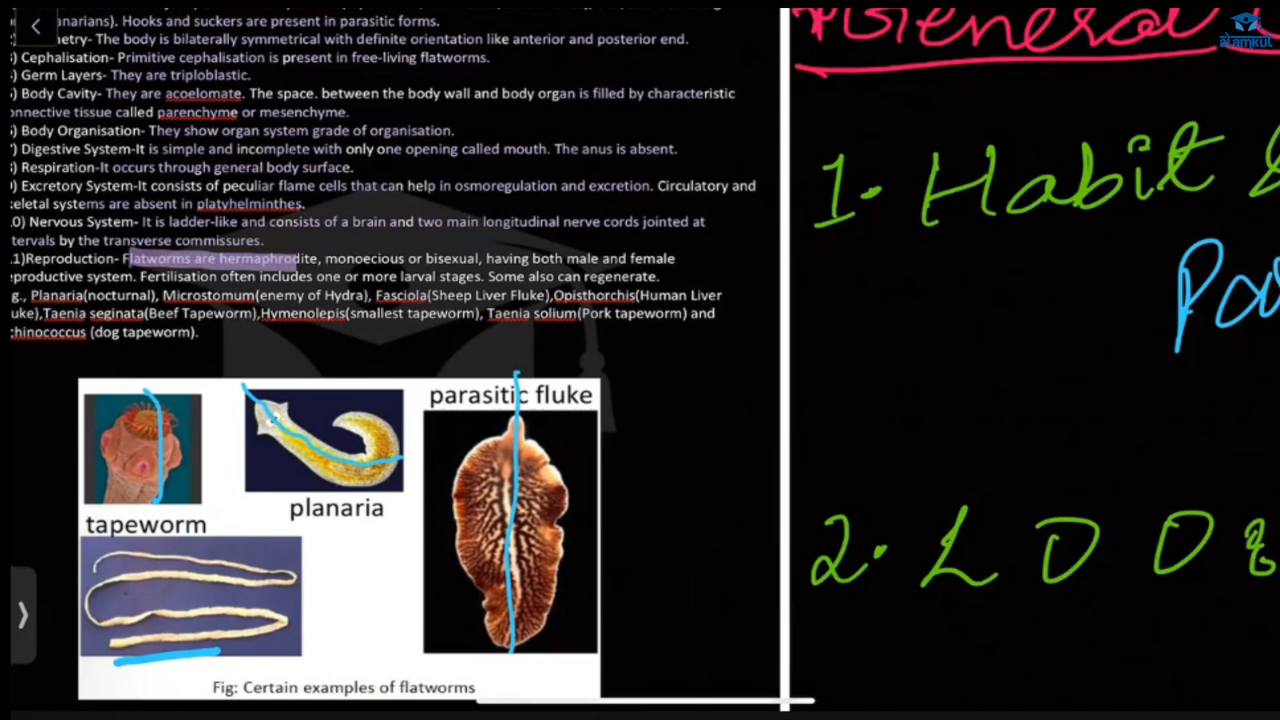 anarians). Hooks and suckers are present in parasitic forms.
etry- The body is bilaterally symmetrical with definite orientation like anterior and posterior end.
) Cephalisation- Primitive cephalisation is present in free-living flatworms.
) Germ Layers- They are triploblastic.
) Body Cavity- They are acoelomate. The space. between the body wall and body organ is filled by characteristic
onnective tissue called parenchyme or mesenchyme.
) Body Organisation- They show organ system grade of organisation.
) Digestive System-It is simple and incomplete with only one opening called mouth. The anus is absent.
) Respiration-It occurs through general body surface.
) Excretory System-It consists of peculiar flame cells that can help in osmoregulation and excretion. Circulatory and
keletal systems are absent in platyhelminthes.
.0) Nervous System- It is ladder-like and consists of a brain and two main longitudinal nerve cords jointed at
tervals by the transverse commissures.
.1)Reproduction- Flatworms are hermaphrodite, monoecious or bisexual, having both male and female
eproductive system. Fertilisation often includes one or more larval stages. Some also can regenerate.
g., Planaria(nocturnal), Microstomum(enemy of Hydra), Fasciola(Sheep Liver Fluke),Opisthorchis(Human Liver
uke),Taenia seginata(Beef Tapeworm),Hymenolepis(smallest tapeworm), Taenia solium(Pork tapeworm) and
chinococcus (dog tapeworm).
parasitic fluke
planaria
tapeworm
Fig: Certain examples of flatworms
General
1. Habit &
Par
2. L O O &